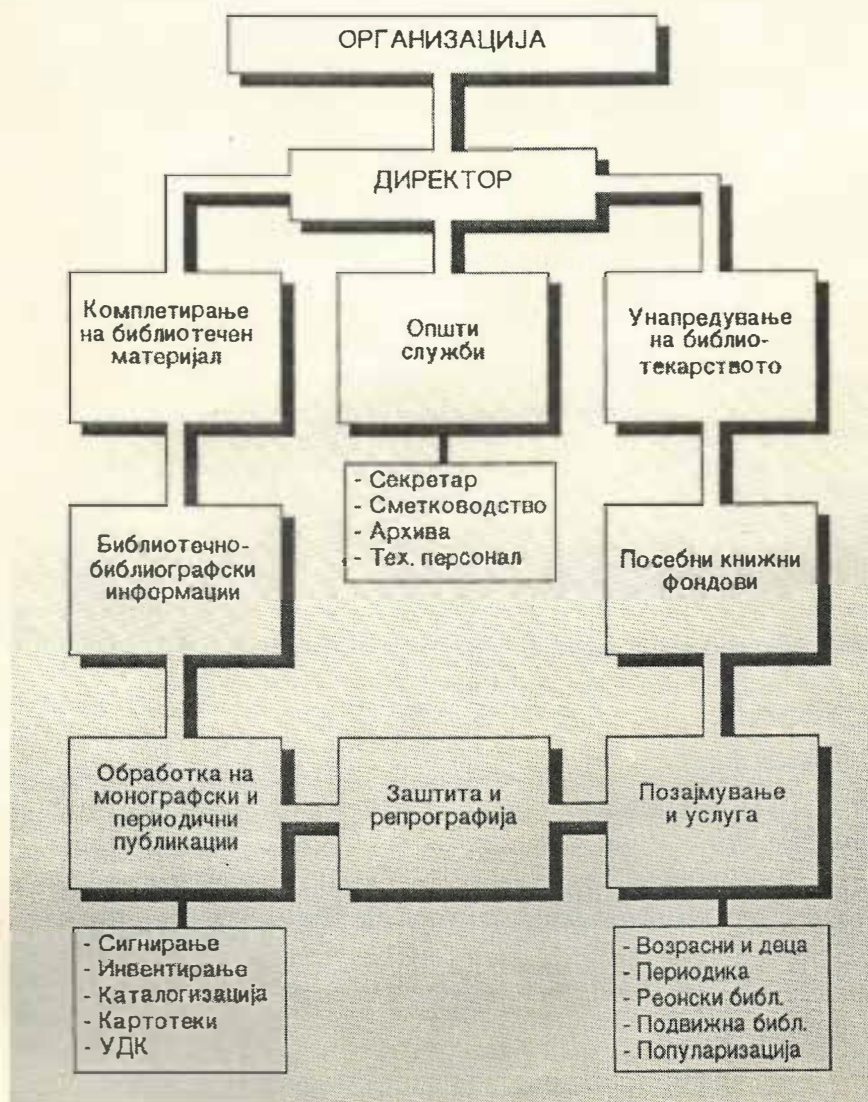 ОРГАНИЗАЦИЈА
ДИРЕКТОР
Комплетирање
на библиотечен
материјал
Општи
служби
Унапредување
на библио-
текарството
- Секретар
- Сметководство
- Архива
- Тех. персонал
Библиотечно-
библиографски
информации
Посебни книжни
фондови
Обработка на
монографски и
периодични
публикации
Заштита и
репрографија
Позајмување
и услуга
- Сигнирање
- Инвентирање
- Каталогизација
- Картотеки
- УДК
- Возрасни и деца
- Периодика
- Реонски библ.
- Подвижна библ.
- Популаризација